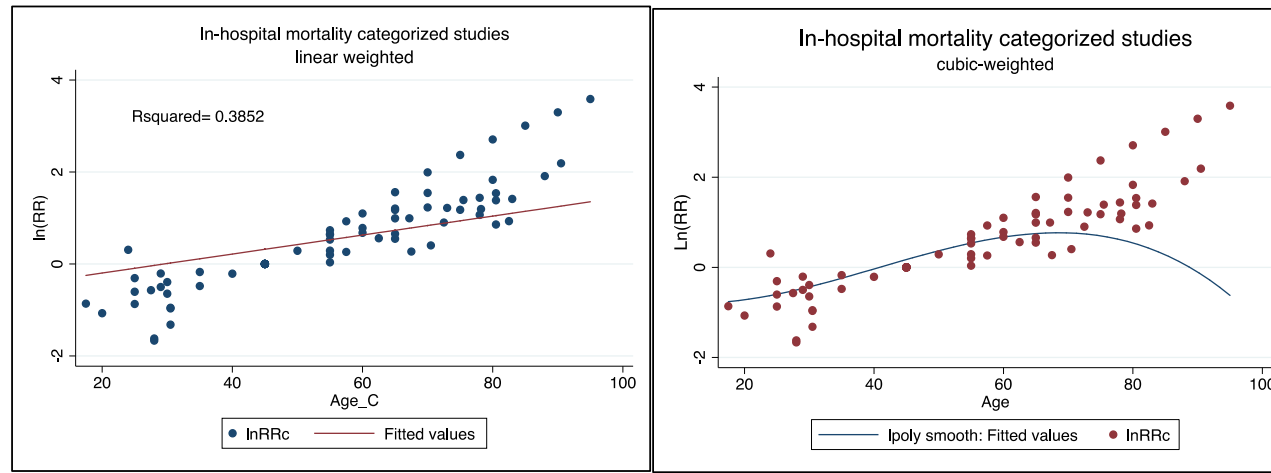 In-hospital mortality categorized studies
linear weighted
Rsquared= 0.3852
ln(RR)
4
2
0
-2
20
40
60
80
100
Age_C
lnRRc
Fitted values
In-hospital mortality categorized studies
cubic-weighted
Ln(RR)
4
2
0
-2
20
40
60
80
100
Age
lpoly smooth: Fitted values
lnRRc